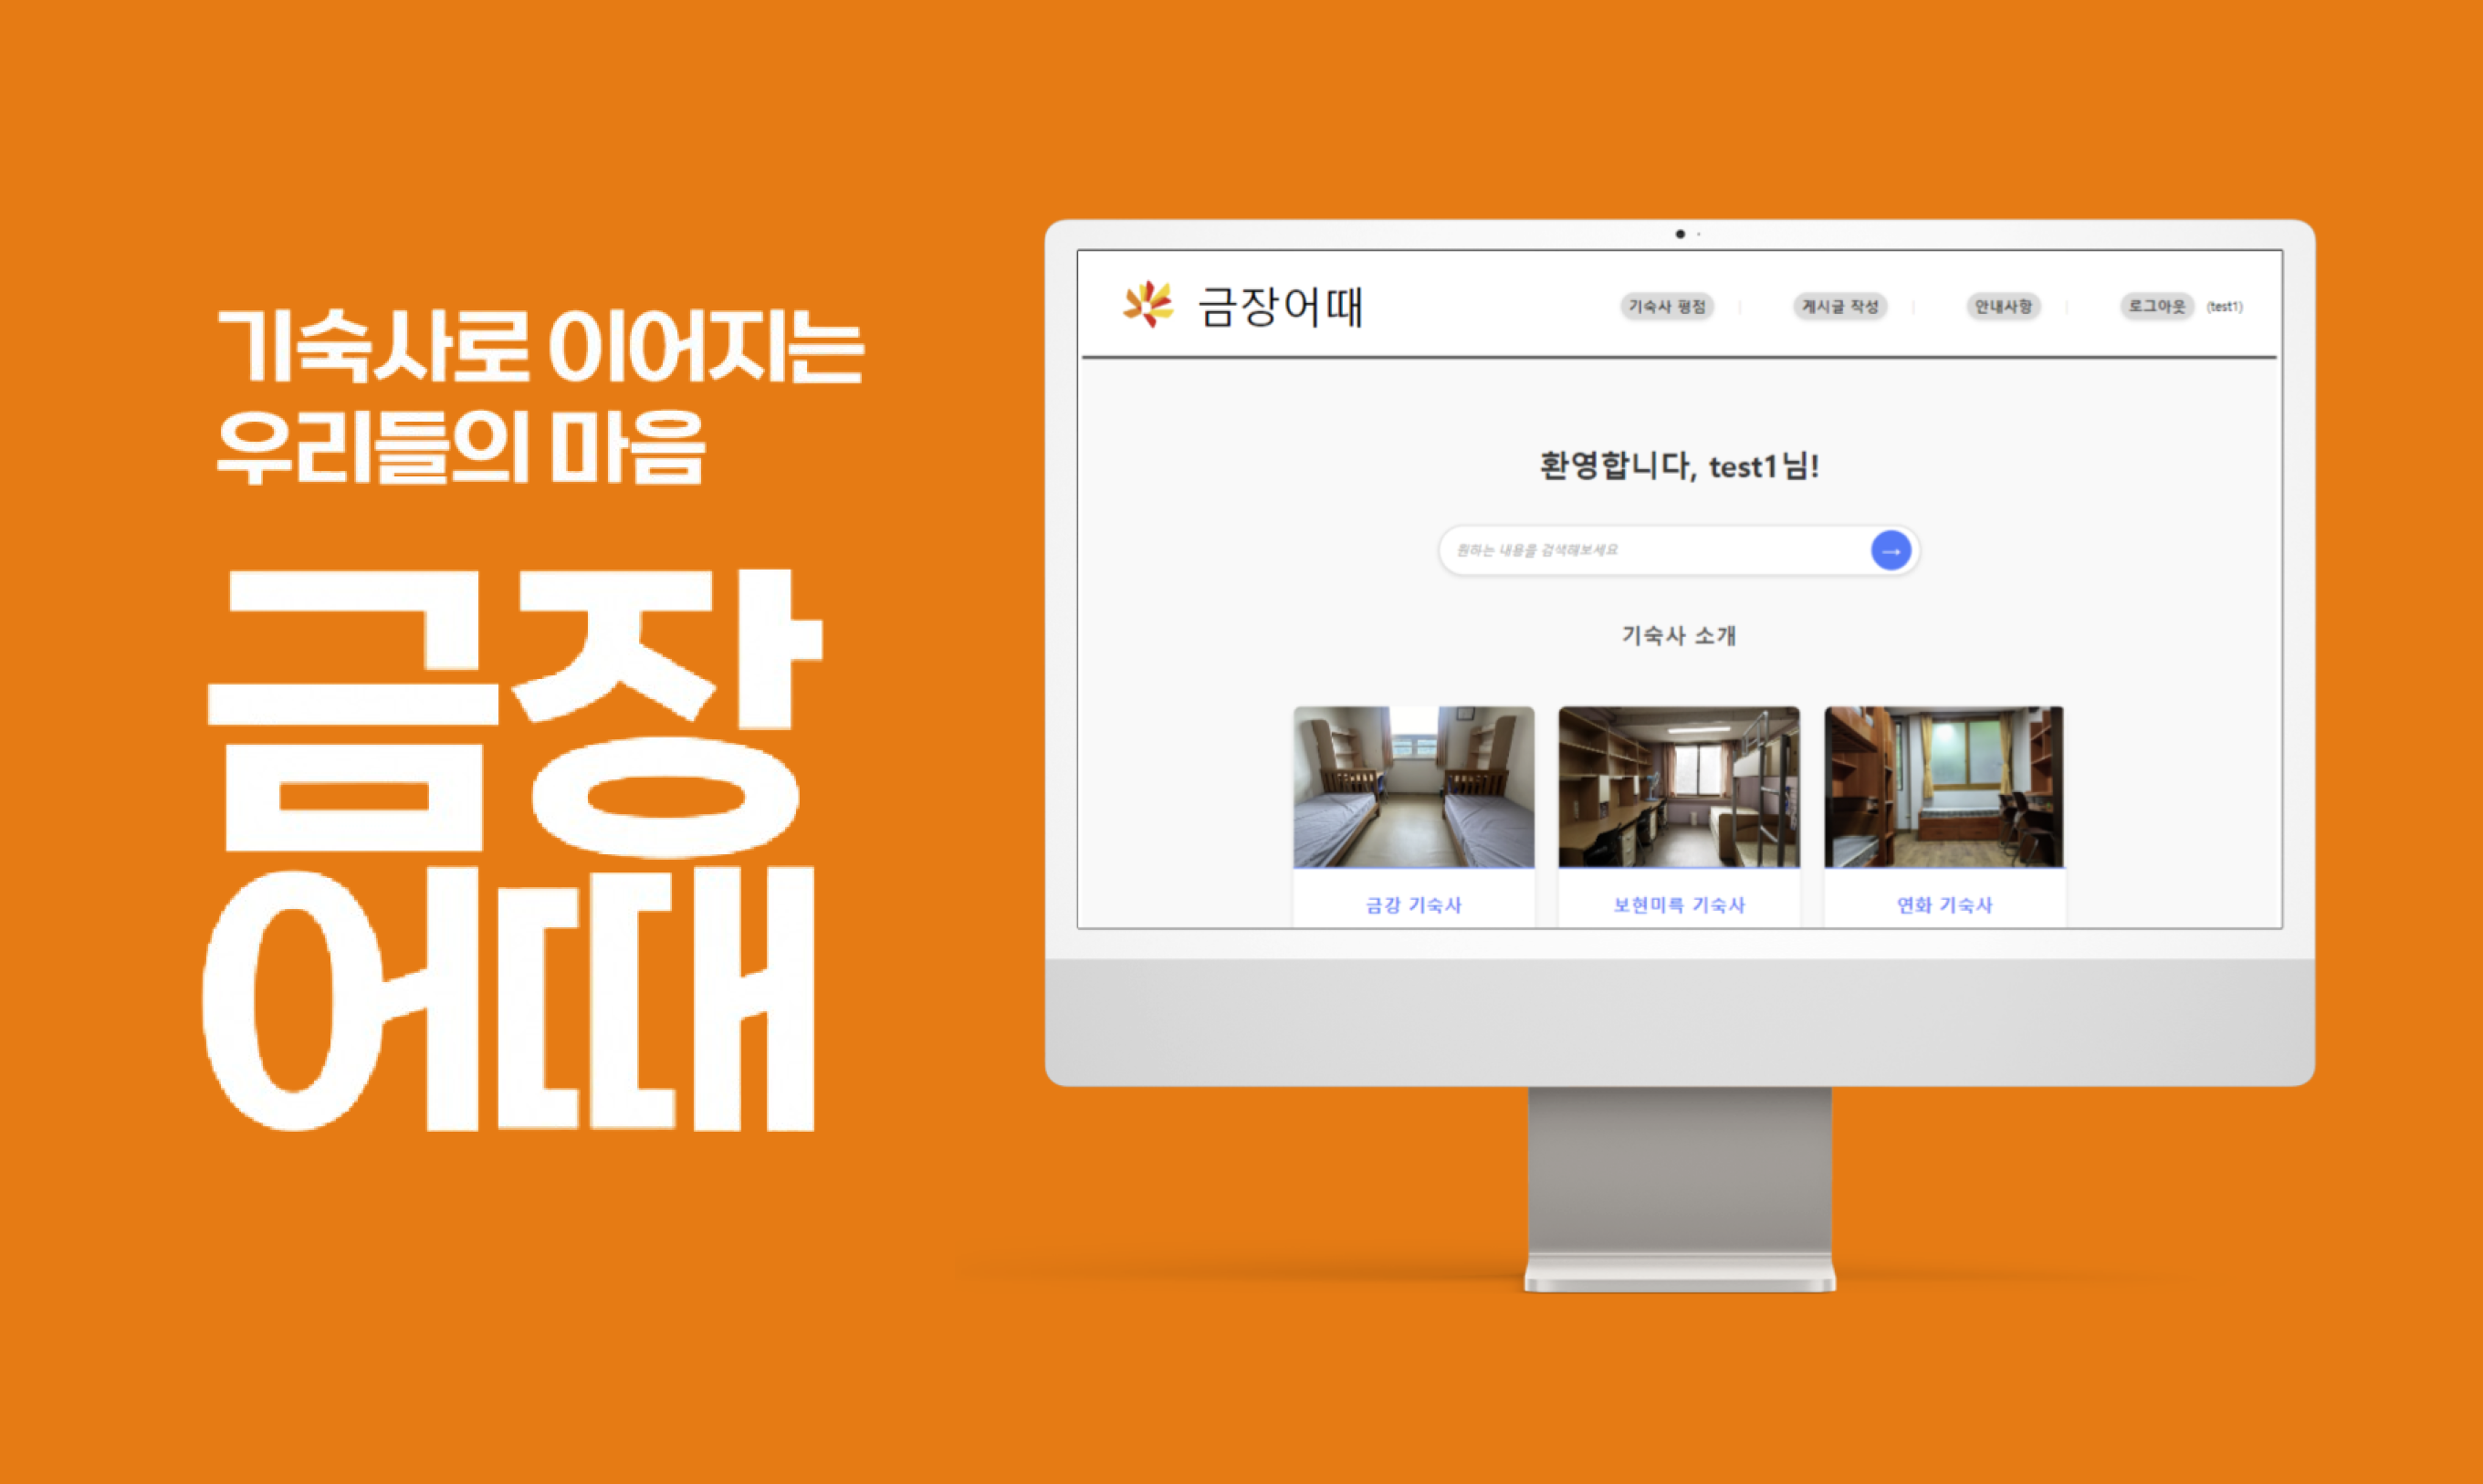 기숙사로 이어지는
우리들의 마음
금장
어때
금장어때
기숙사 평점 | 게시글 작성 | 안내사항 | 로그아웃 (test1)
환영합니다, test1님!
원하는 내용을 검색해보세요
→
기숙사 소개
금강 기숙사
보현미륵 기숙사
연화 기숙사